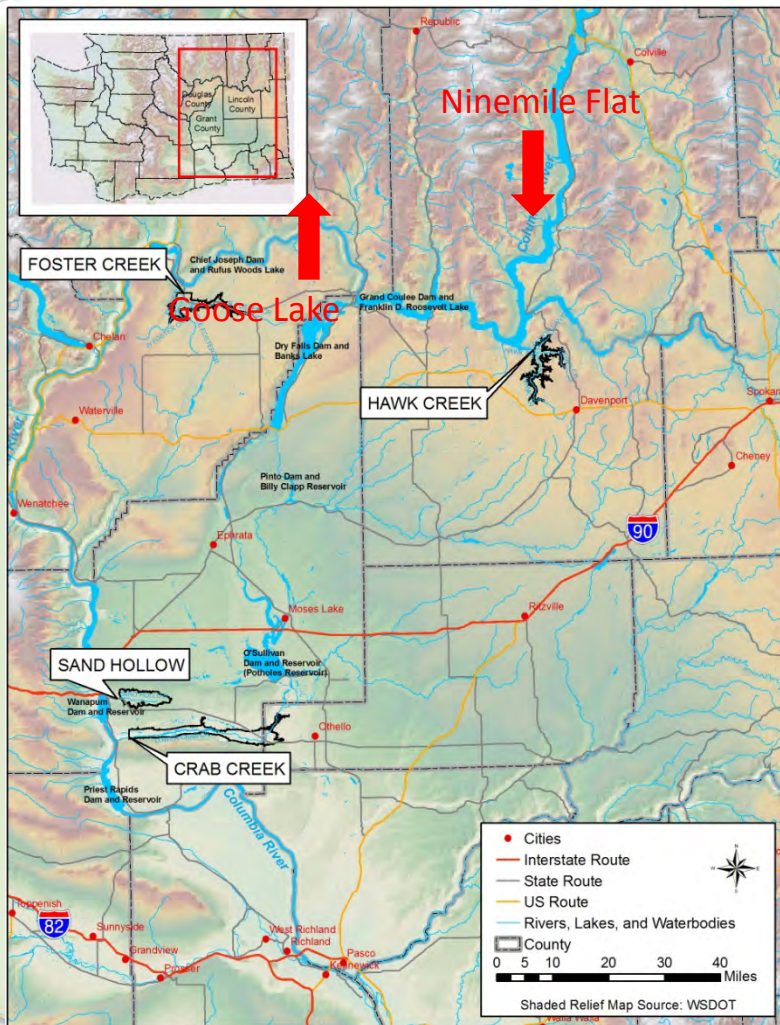 Republic
Colville
Douglas
County
Lincoln
County
Grant
County
Ninemile Flat
Columbia River
Chief Joseph Dam
and Rufus Woods Lake
FOSTER CREEK
Goose Lake
Grand Coulee Dam and
Franklin D. Roosevelt Lake
Chelan
Dry Falls Dam and
Banks Lake
HAWK CREEK
Davenport
Spokan
Waterville
Cheney
Pinto Dam and
Billy Clapp Reservoir
Wenatchee
90
Ephrata
Moses Lake
Ritzville
O'Sullivan
Dam and Reservoir
(Potholes Reservoir)
SAND HOLLOW
Wanapum
Dam and Reservoir
Othello
CRAB CREEK
Priest Rapids
Dam and Reservoir
Columbia River
Toppenish
82
Sunnyside
Grandview
Prosser
West Richland
Richland
Pasco
Kennewick
Cities
Interstate Route
State Route
US Route
Rivers, Lakes, and Waterbodies
County
0 5 10 20 30 40
Miles
Shaded Relief Map Source: WSDOT
Walla Walla